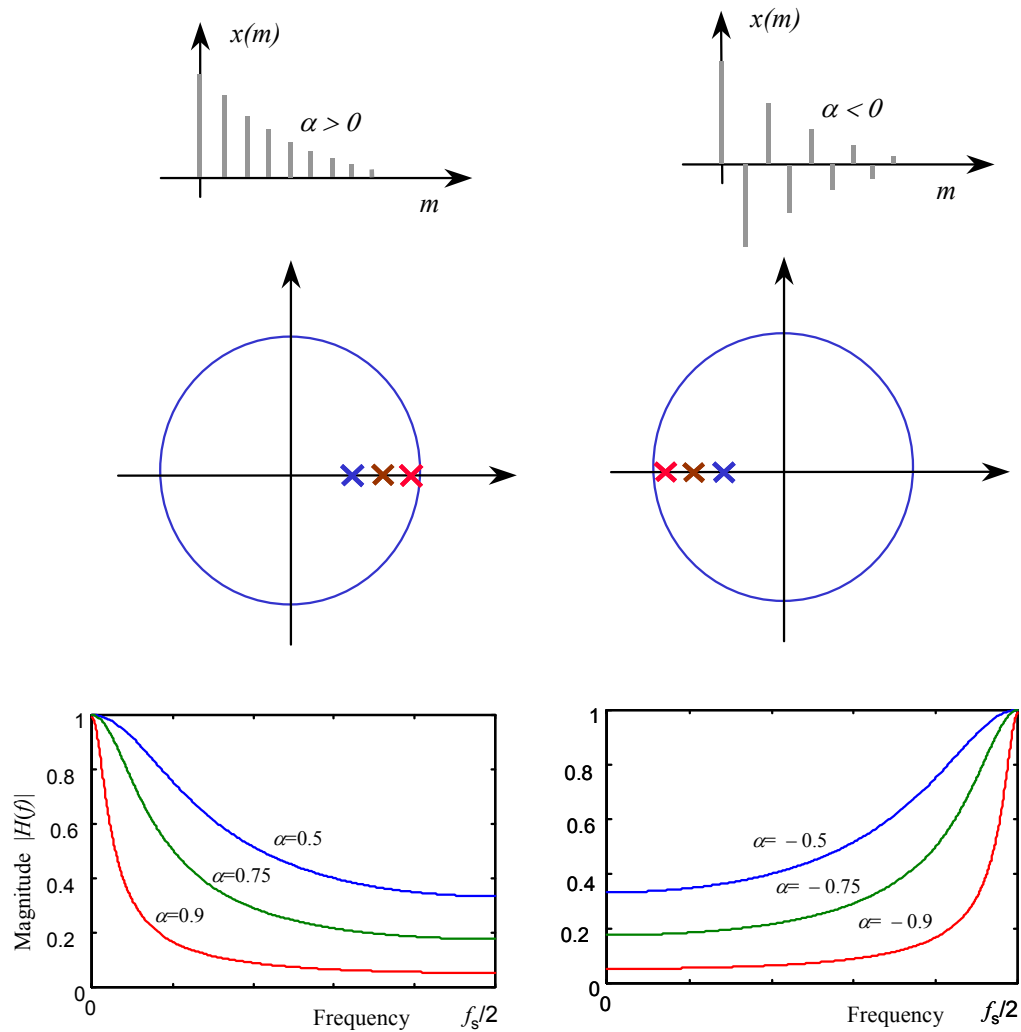 x(m)
α > 0
m
x(m)
α < 0
m
Magnitude |H(f)|
1
0.8
0.6
0.4
0.2
0
α=0.5
α=0.75
α=0.9
Frequency
fs/2
1
0.8
0.6
0.4
0.2
0
α= – 0.5
α= – 0.75
α= – 0.9
Frequency
fs/2